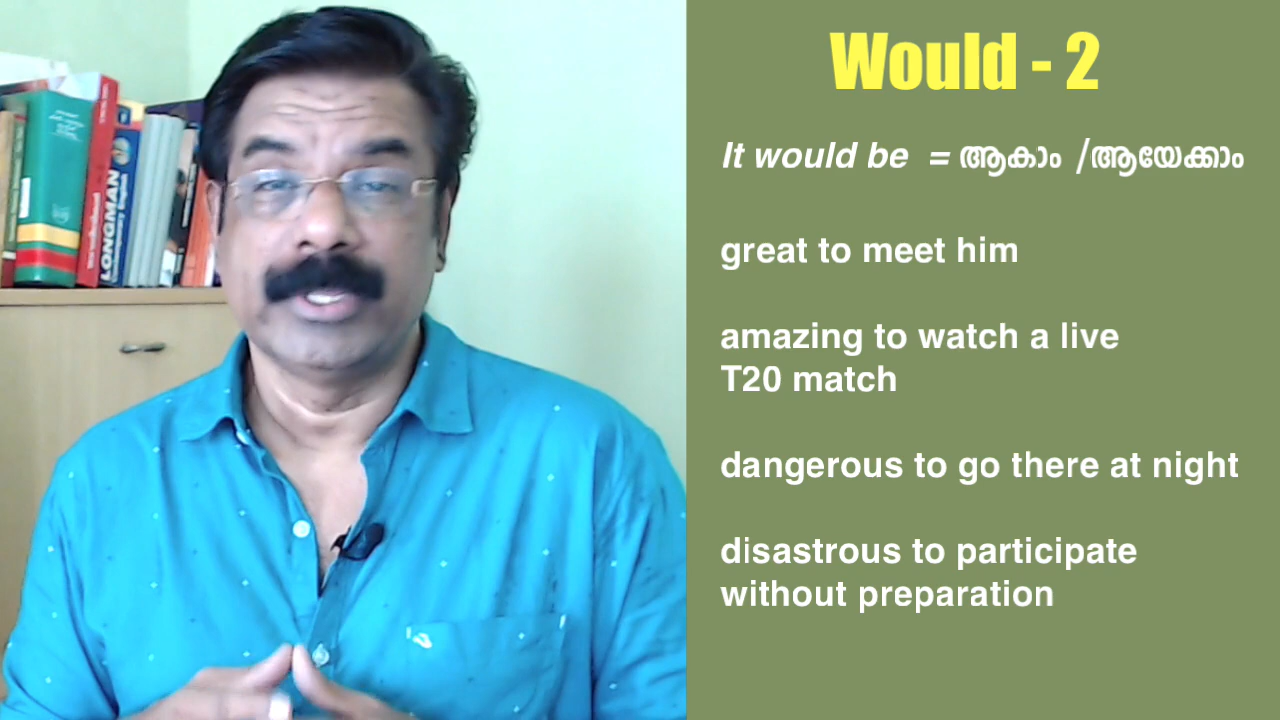 LONGMAN
Would - 2
It would be = ആകാം /ആയേക്കാം
great to meet him
amazing to watch a live
T20 match
dangerous to go there at night
disastrous to participate
without preparation